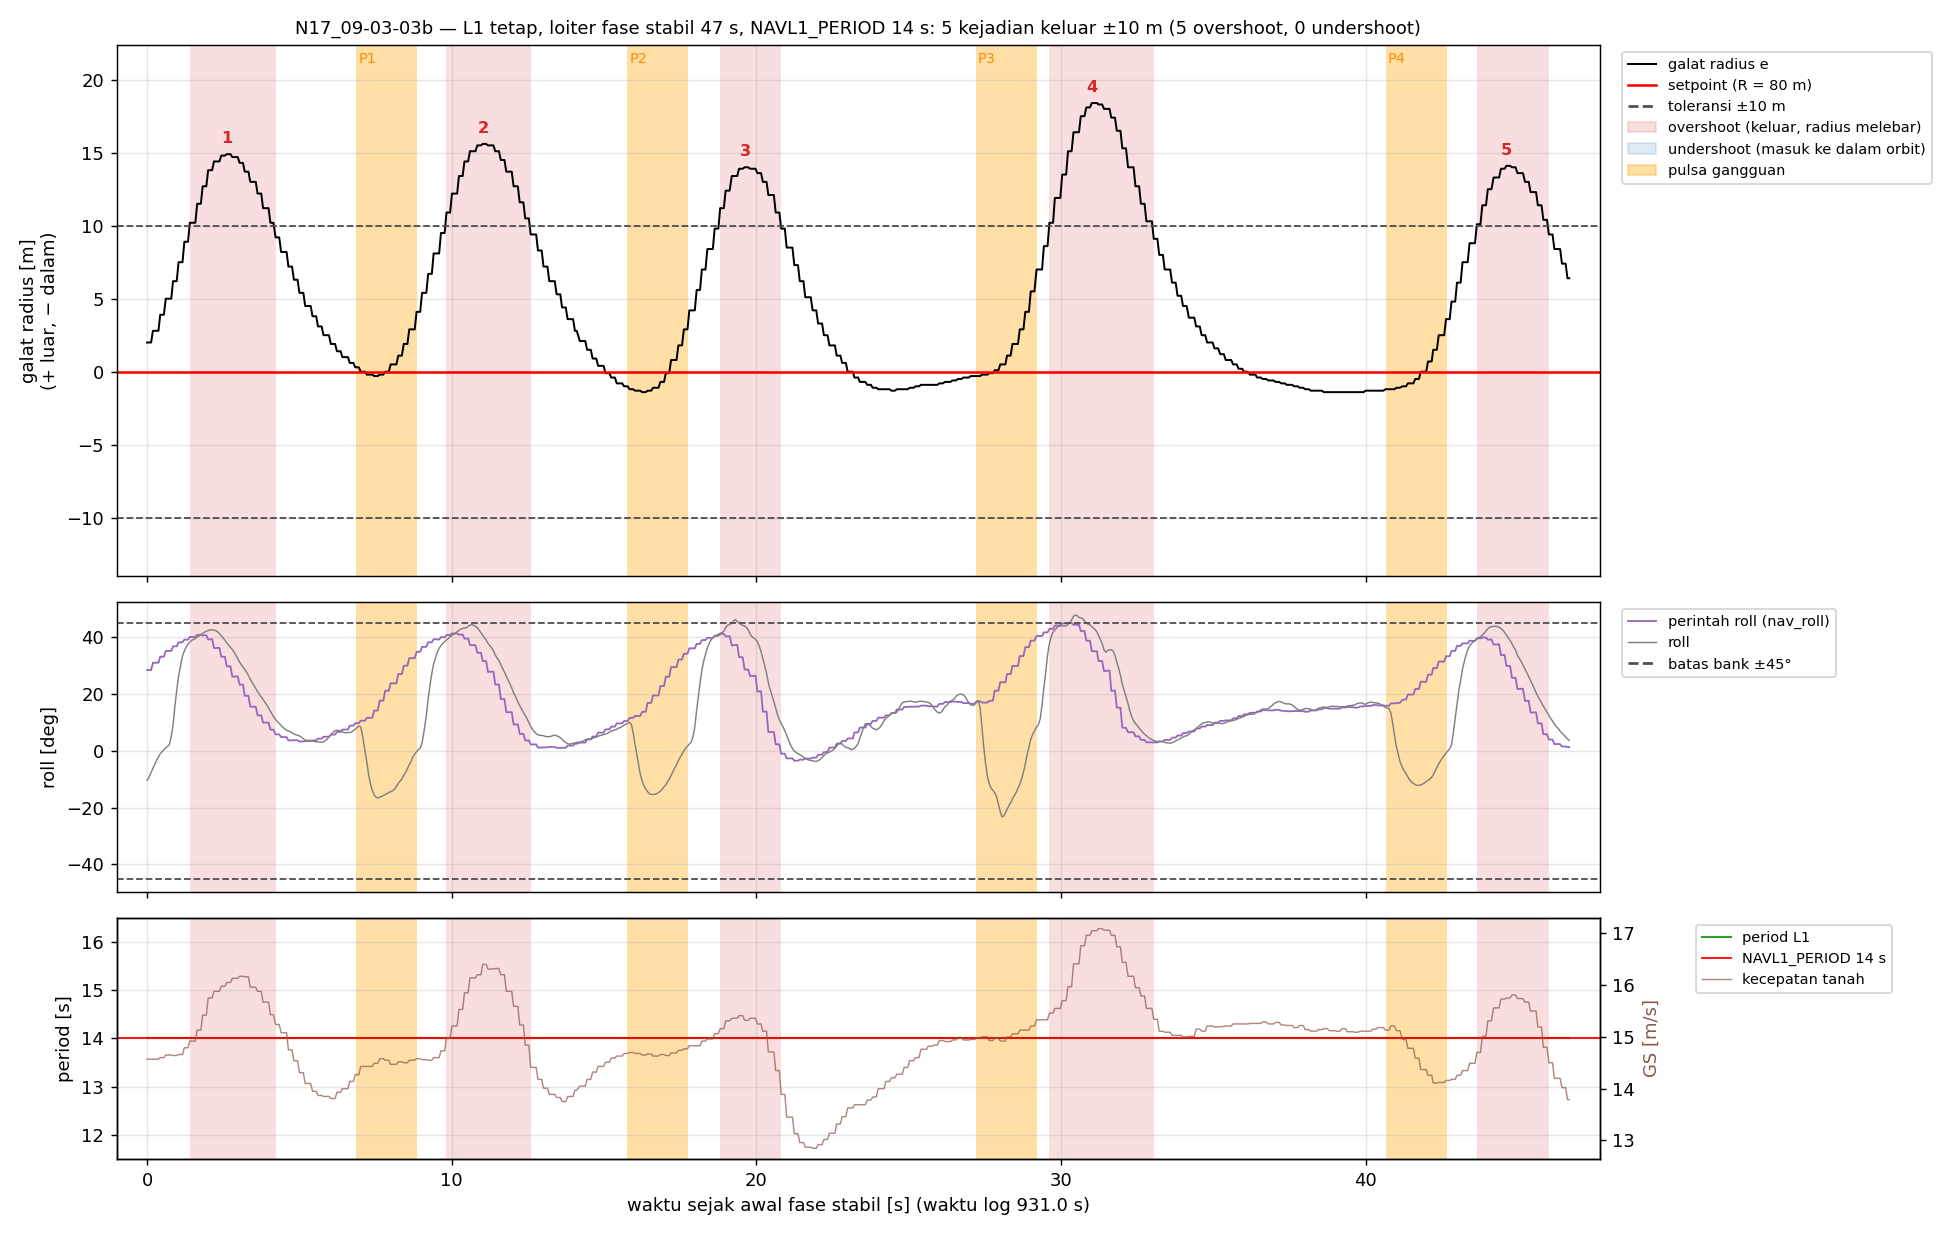 N17_09-03-03b — L1 tetap, loiter fase stabil 47 s, NAVL1_PERIOD 14 s: 5 kejadian keluar ±10 m (5 overshoot, 0 undershoot)
galat radius [m]
(+ luar, − dalam)
20
15
10
5
0
−5
−10
P1
P2
P3
P4
1
2
3
4
5
galat radius e
setpoint (R = 80 m)
toleransi ±10 m
overshoot (keluar, radius melebar)
undershoot (masuk ke dalam orbit)
pulsa gangguan
roll [deg]
40
20
0
−20
−40
perintah roll (nav_roll)
roll
batas bank ±45°
period [s]
16
15
14
13
12
GS [m/s]
17
16
15
14
13
period L1
NAVL1_PERIOD 14 s
kecepatan tanah
0
10
20
30
40
waktu sejak awal fase stabil [s] (waktu log 931.0 s)